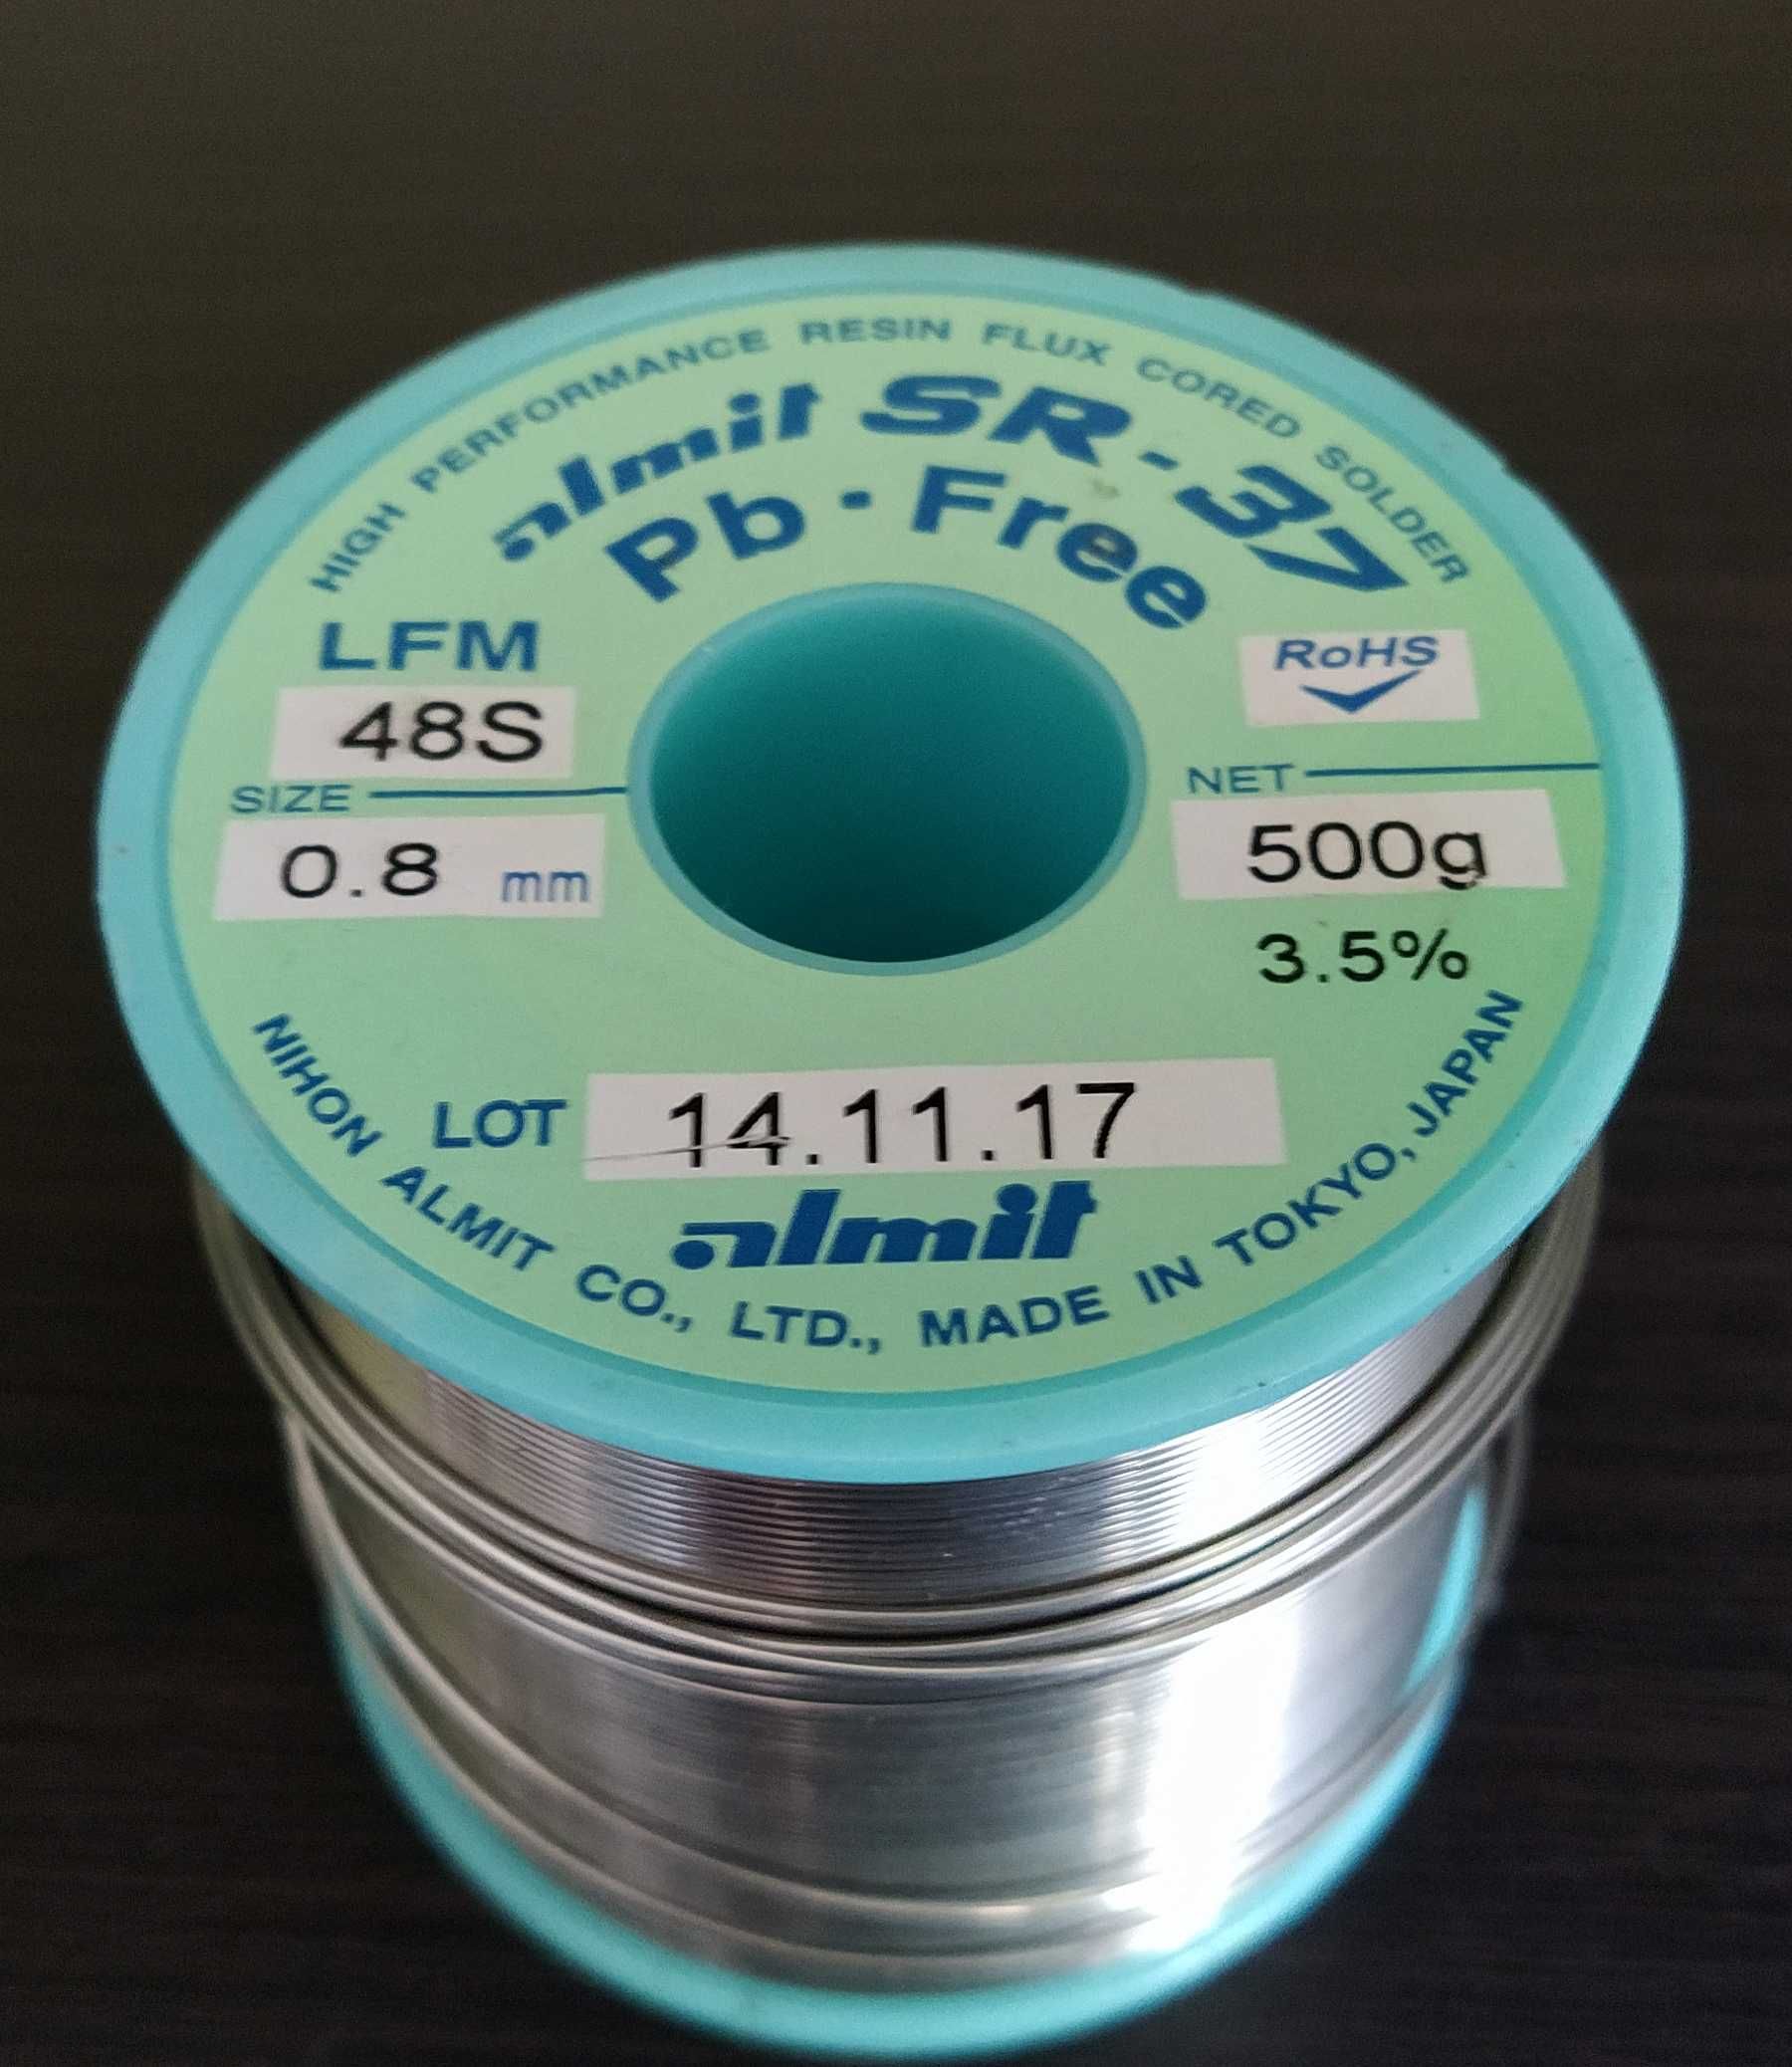 HIGH PERFORMANCE RESIN FLUX CORED SOLDER
almit SR-37
Pb·Free
LFM
48S
RoHS
SIZE
0.8 mm
NET
500g
3.5%
LOT 14.11.17
almit
NIHON ALMIT CO., LTD., MADE IN TOKYO, JAPAN